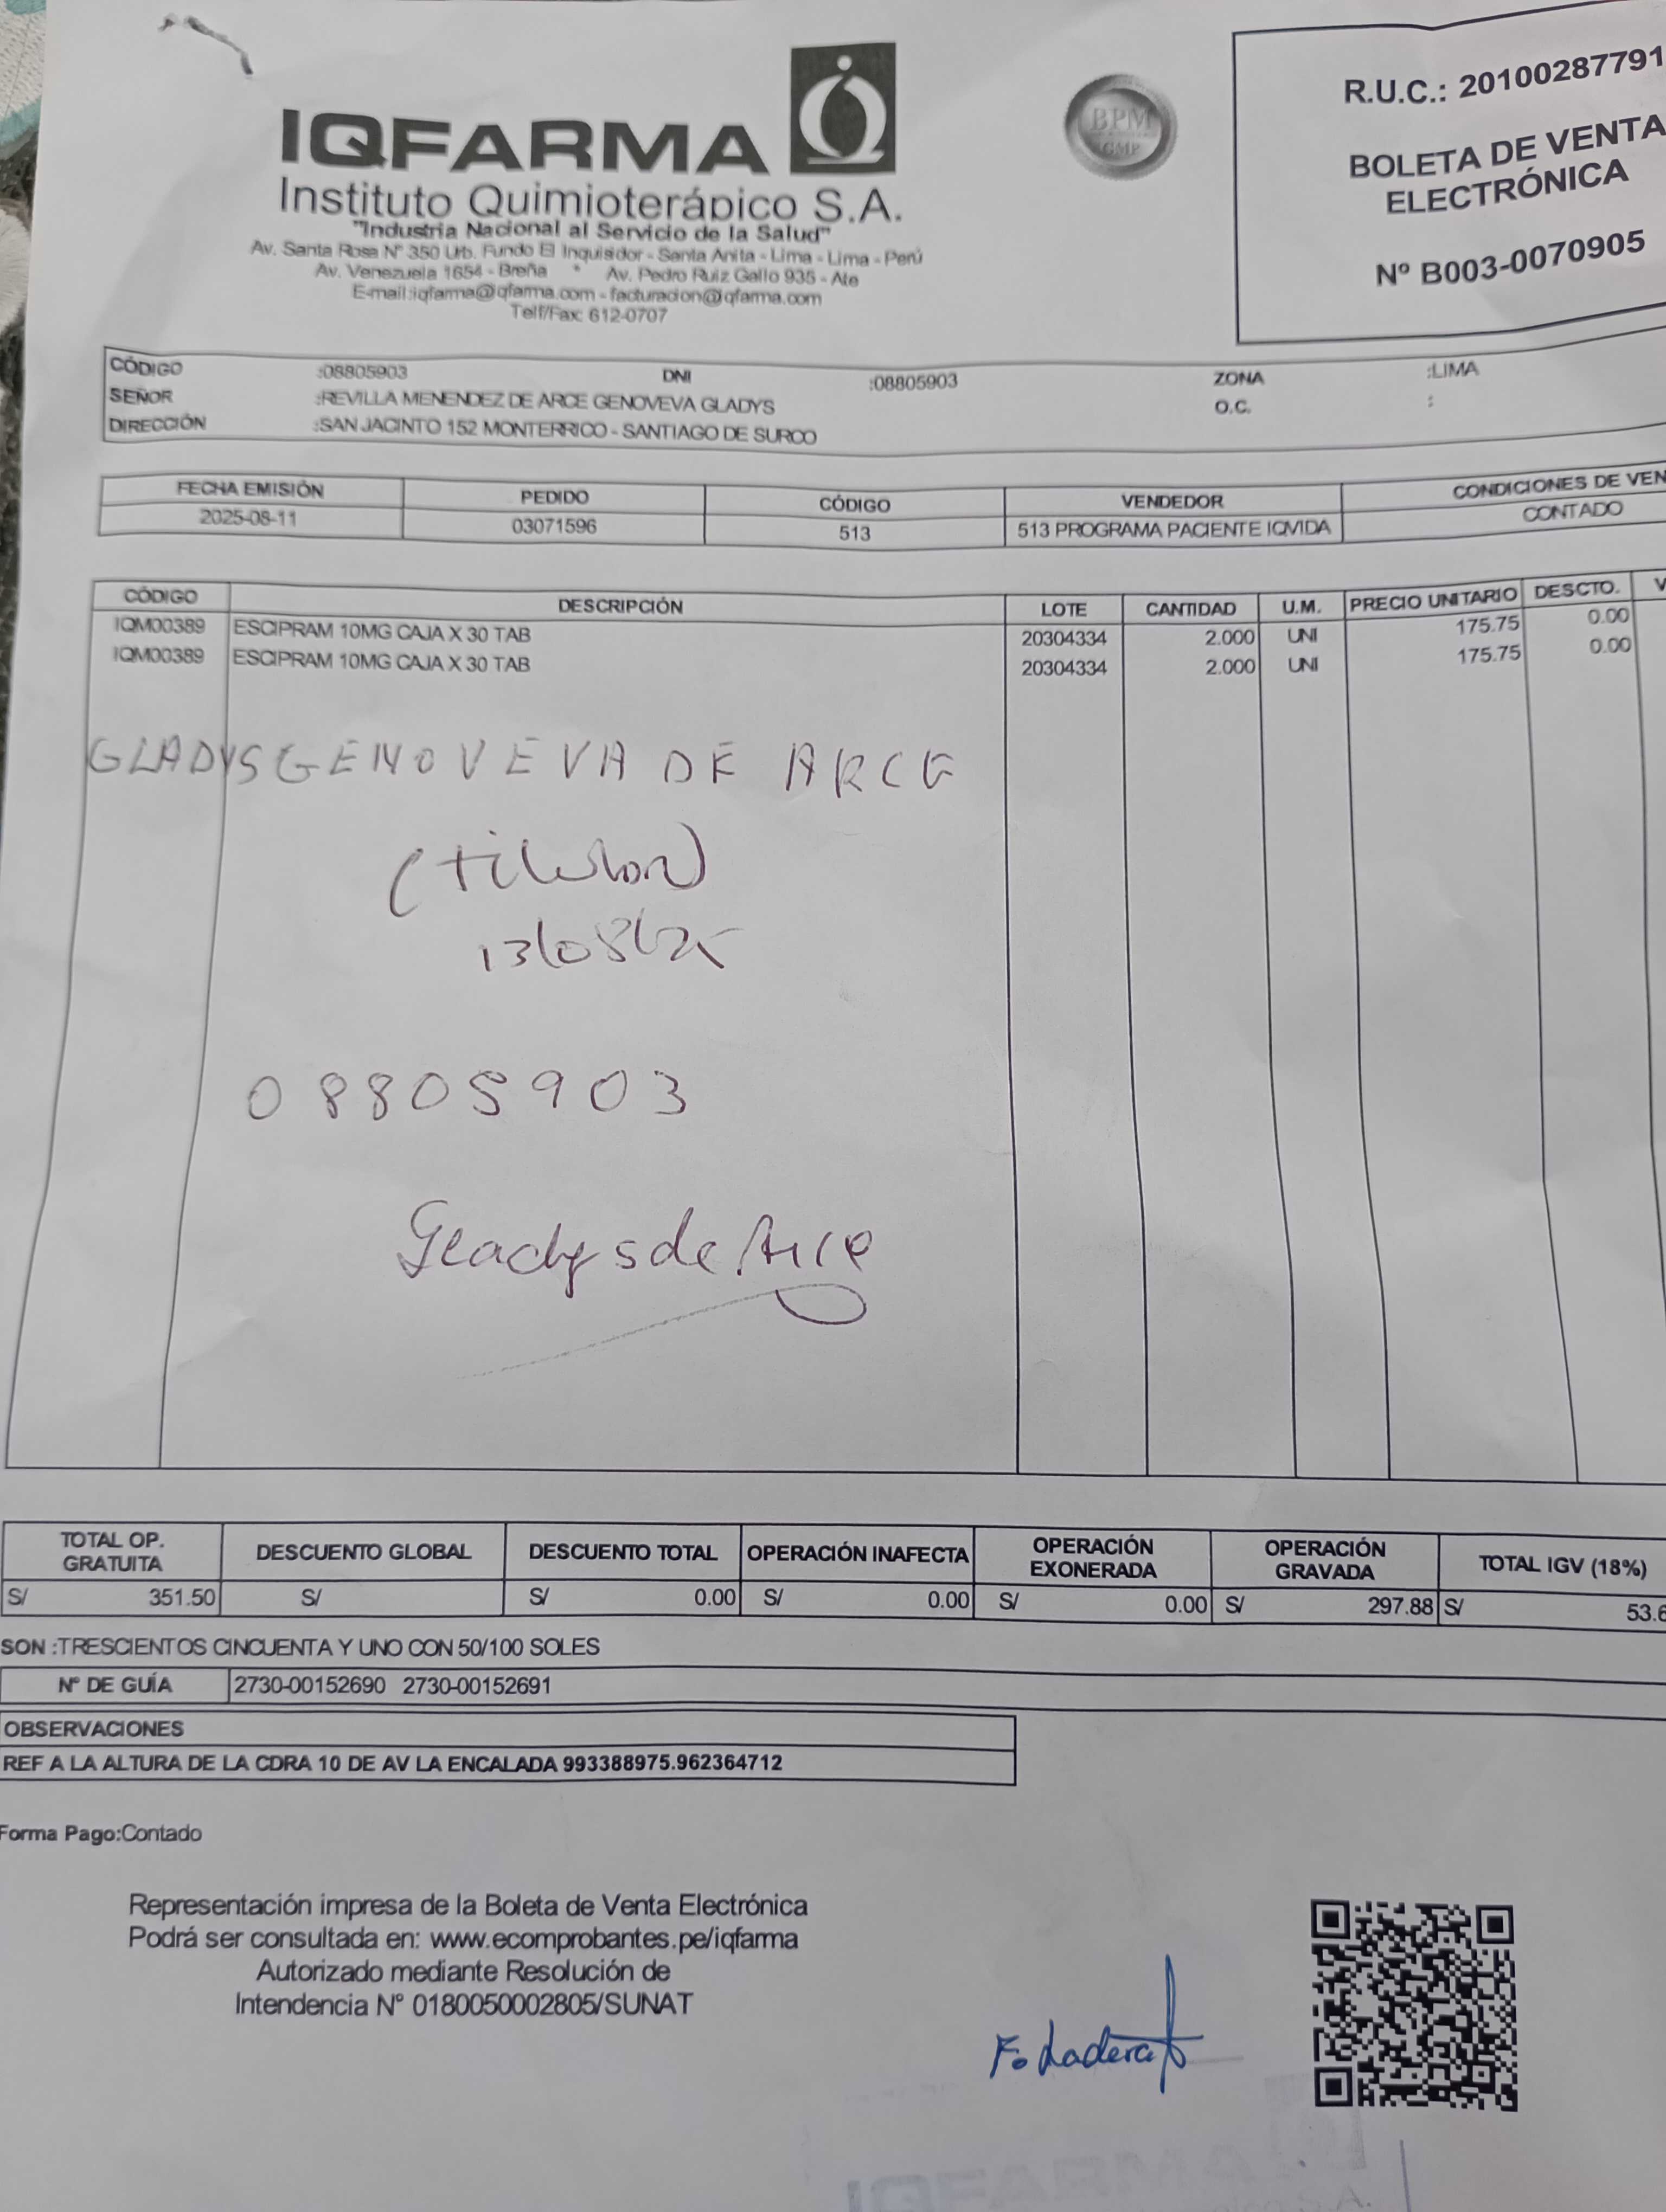 IQFARMA
BPM
GMP
Instituto Quimioterápico S.A.
"Industria Nacional al Servicio de la Salud"
Av. Santa Rosa Nº 350 Urb. Fundo El Inquisidor - Santa Anita - Lima - Lima - Perú
Av. Venezuela 1654 - Breña * Av. Pedro Ruiz Gallo 935 - Ate
E-mail:iqfarma@iqfarma.com - facturacion@iqfarma.com
Telf/Fax: 612-0707
R.U.C.: 20100287791
BOLETA DE VENTA
ELECTRÓNICA
Nº B003-0070905
CÓDIGO :08805903 DNI :08805903 ZONA :LIMA
SEÑOR :REVILLA MENENDEZ DE ARCE GENOVEVA GLADYS O.C. :
DIRECCIÓN :SAN JACINTO 152 MONTERRICO - SANTIAGO DE SURCO
FECHA EMISIÓN PEDIDO CÓDIGO VENDEDOR CONDICIONES DE VEN
2025-08-11 03071596 513 513 PROGRAMA PACIENTE IQVIDA CONTADO
CÓDIGO DESCRIPCIÓN LOTE CANTIDAD U.M. PRECIO UNITARIO DESCTO. V
IQM00389 ESCIPRAM 10MG CAJA X 30 TAB 20304334 2.000 UNI 175.75 0.00
IQM00389 ESCIPRAM 10MG CAJA X 30 TAB 20304334 2.000 UNI 175.75 0.00
GLADYS GENOVEVA DE ARCE
13/08/25
08805903
Gladys de Arce
TOTAL OP. GRATUITA DESCUENTO GLOBAL DESCUENTO TOTAL OPERACIÓN INAFECTA OPERACIÓN EXONERADA OPERACIÓN GRAVADA TOTAL IGV (18%)
S/ 351.50 S/ S/ 0.00 S/ 0.00 S/ 0.00 S/ 297.88 S/ 53.6
SON :TRESCIENTOS CINCUENTA Y UNO CON 50/100 SOLES
Nº DE GUÍA 2730-00152690 2730-00152691
OBSERVACIONES
REF A LA ALTURA DE LA CDRA 10 DE AV LA ENCALADA 993388975.962364712
Forma Pago:Contado
Representación impresa de la Boleta de Venta Electrónica
Podrá ser consultada en: www.ecomprobantes.pe/iqfarma
Autorizado mediante Resolución de
Intendencia N° 0180050002805/SUNAT